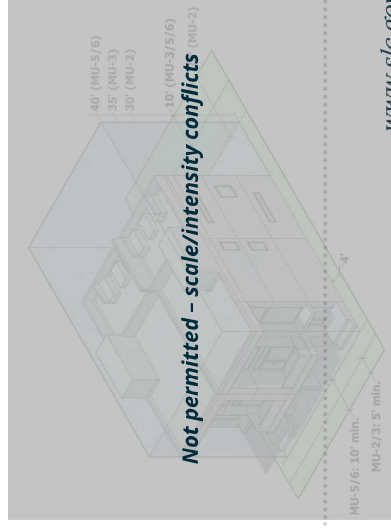 40' (MU-5/6)
35' (MU-3)
30' (MU-2)
10' (MU-3/5/6)
(MU-2)
Not permitted – scale/intensity conflicts
4'
MU-5/6: 10' min.
MU-2/3: 5' min.